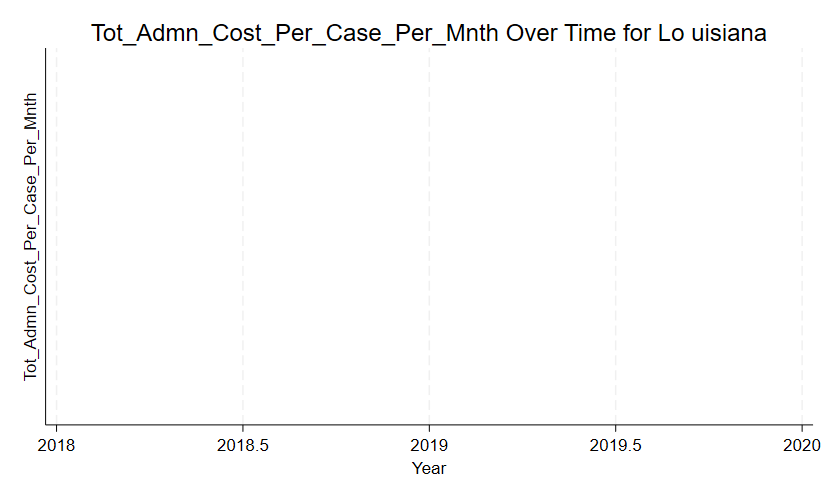 Tot_Admn_Cost_Per_Case_Per_Mnth Over Time for Lo uisiana
Tot_Admn_Cost_Per_Case_Per_Mnth
2018 2018.5 2019 2019.5 2020
Year